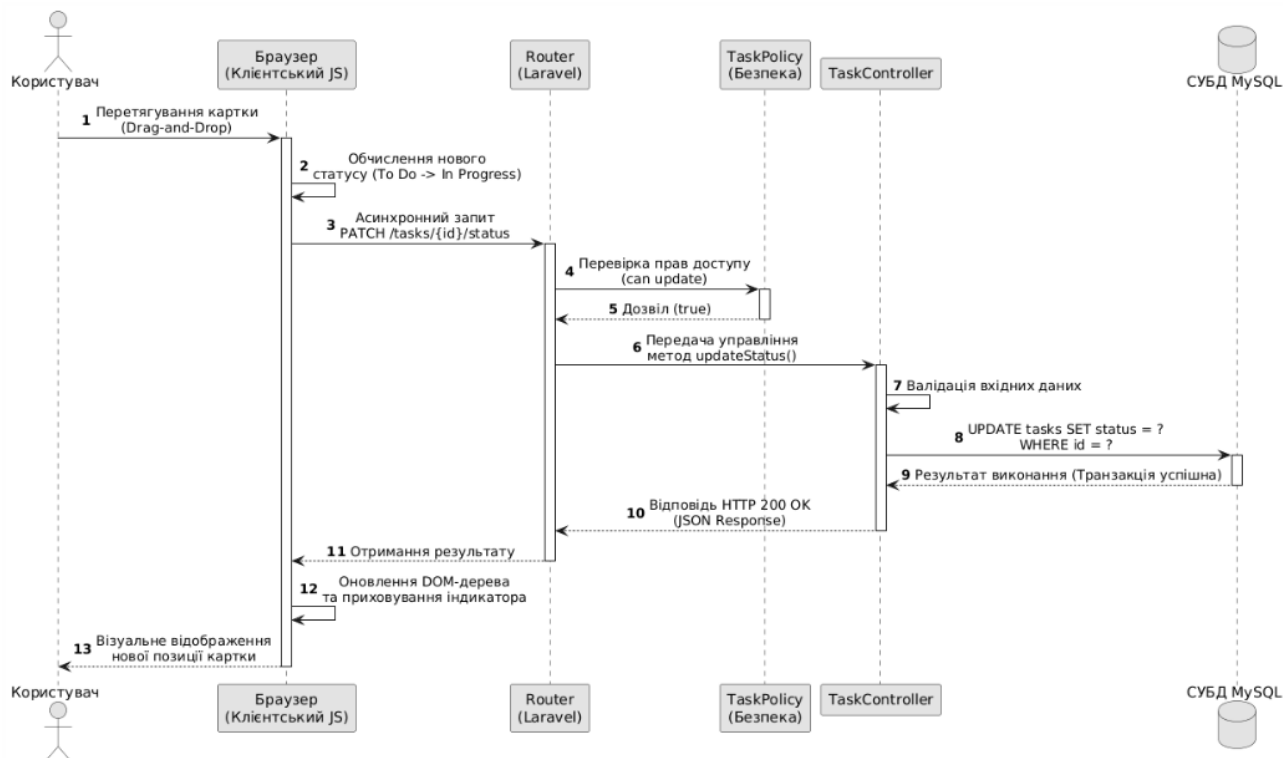 Користувач
Браузер
(Клієнтський JS)
Router
(Laravel)
TaskPolicy
(Безпека)
TaskController
СУБД MySQL
1 Перетягування картки
(Drag-and-Drop)
2 Обчислення нового
статусу (To Do -> In Progress)
3 Асинхронний запит
PATCH /tasks/{id}/status
4 Перевірка прав доступу
(can update)
5 Дозвіл (true)
6 Передача управління
метод updateStatus()
7 Валідація вхідних даних
8 UPDATE tasks SET status = ?
WHERE id = ?
9 Результат виконання (Транзакція успішна)
10 Відповідь HTTP 200 OK
(JSON Response)
11 Отримання результату
12 Оновлення DOM-дерева
та приховування індикатора
13 Візуальне відображення
нової позиції картки
Користувач
Браузер
(Клієнтський JS)
Router
(Laravel)
TaskPolicy
(Безпека)
TaskController
СУБД MySQL